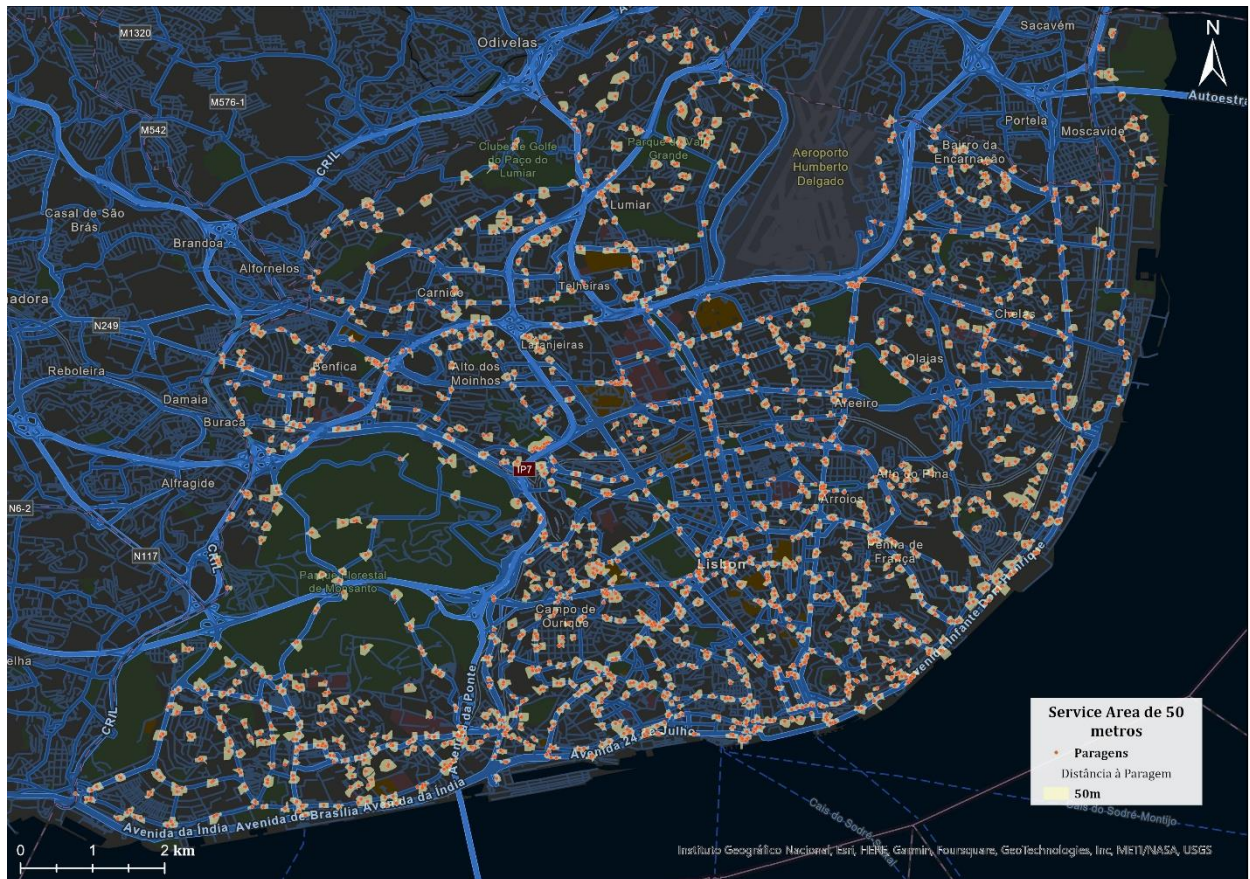 M1320
Odivelas
Sacavém
N
M576-1
Autoestra
M542
CRIL
Clube de Golfe
do Paço do
Lumiar
Parque do Vale
Grande
Aeroporto
Humberto
Delgado
Portela
Moscavide
Bairro da
Encarnação
Casal de São
Brás
Lumiar
Brandoa
Alfornelos
Telheiras
Carnide
nadora
N249
Chelas
Laranjeiras
Reboleira
Benfica
Alto dos
Moinhos
Olaias
Damaia
Areeiro
Buraca
IP7
Alfragide
Alto do Pina
Arroios
N6-2
N117
CRIL
Penha de
França
Lisbon
Parque Florestal
de Monsanto
Campo de
Ourique
Avenida Infante Dom Henrique
elha
CRIL
Avenida da Ponte
Avenida 24 de Julho
Avenida da Índia Avenida de Brasília Avenida da Índia
Service Area de 50
metros
Paragens
Distância à Paragem
50m
Cais do Sodré-Montijo
Cais do Sodré-Seixal
0 1 2 km
Instituto Geográfico Nacional, Esri, HERE, Garmin, Foursquare, GeoTechnologies, Inc, METI/NASA, USGS